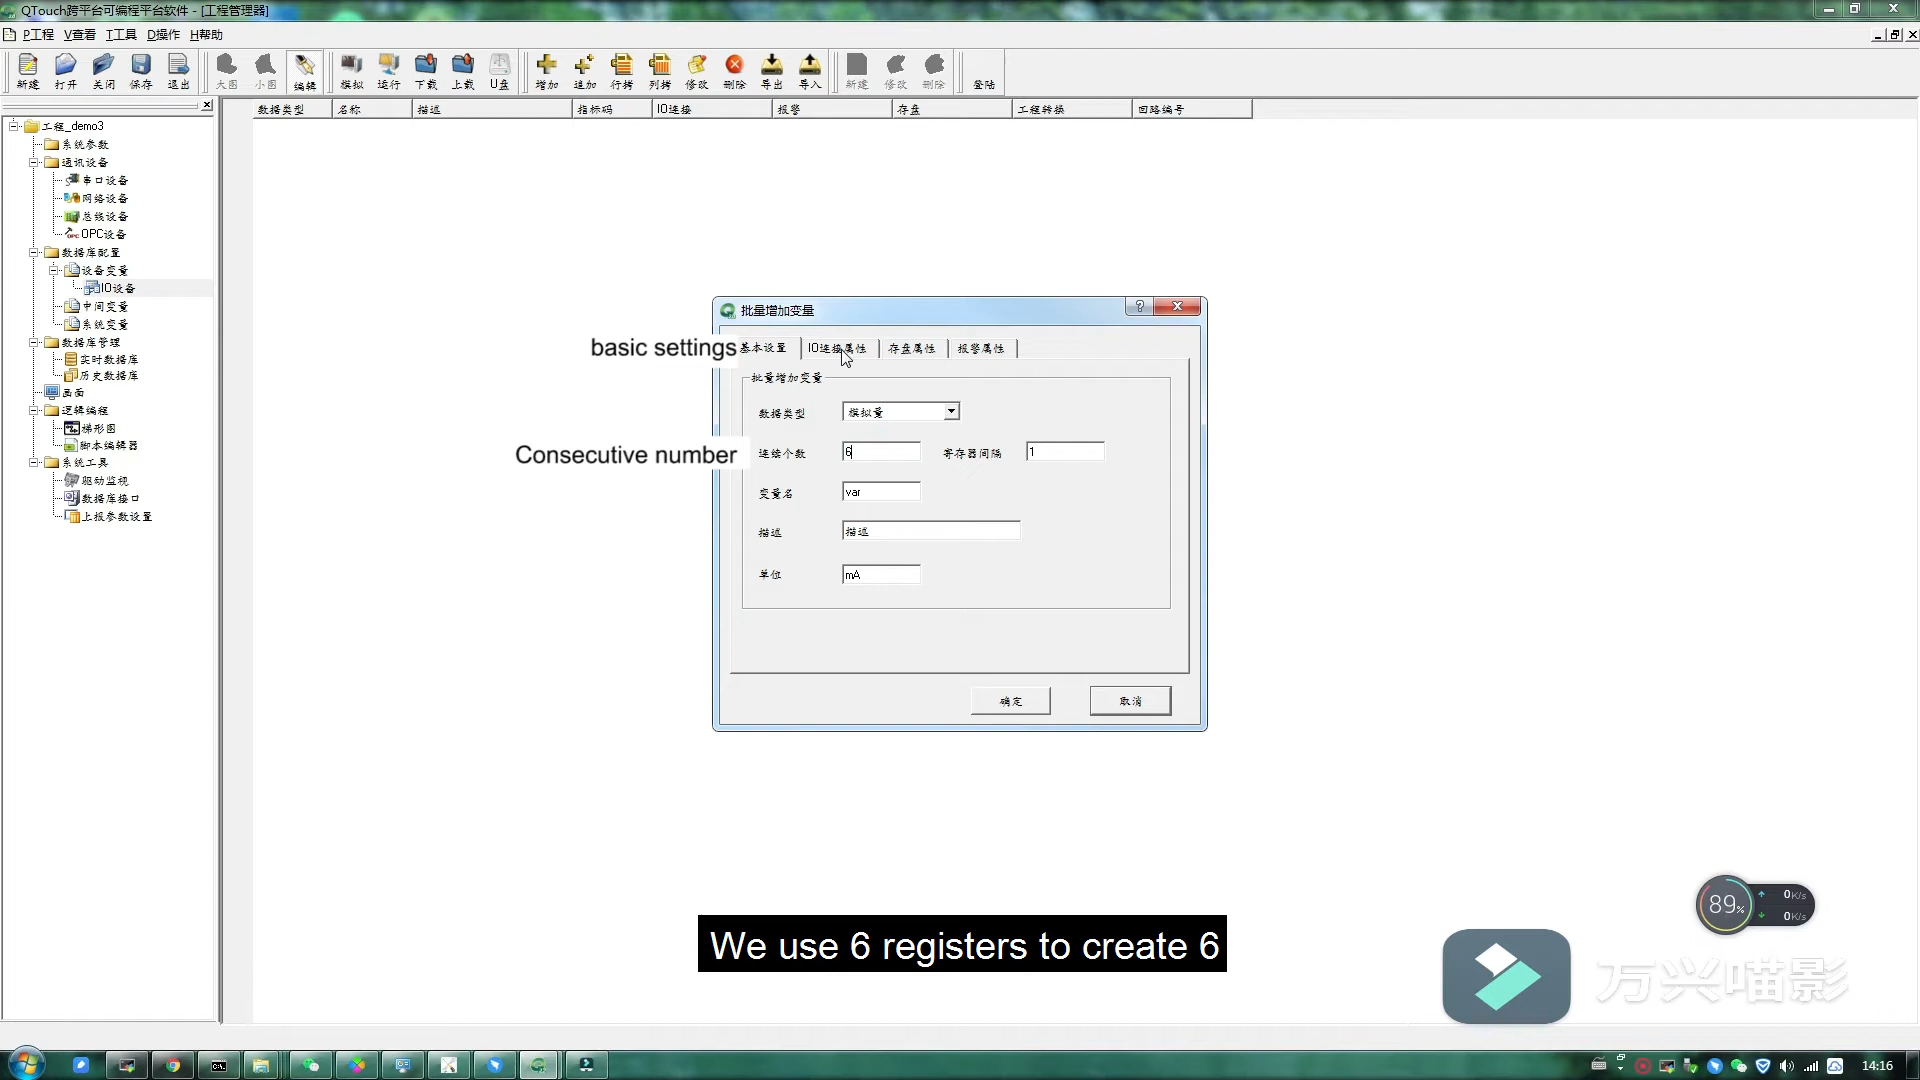 QTouch跨平台可编程平台软件 - [工程管理器]
P工程 V查看 T工具 D操作 H帮助
新建 打开 关闭 保存 退出 大图 小图 编辑 模拟 运行 下载 上载 U盘 增加 追加 行拷 列拷 修改 删除 导出 导入 新建 修改 删除 登陆
数据类型 名称 描述 指标码 IO连接 报警 存盘 工程转换 回路编号
工程_demo3
系统参数
通讯设备
串口设备
网络设备
总线设备
OPC设备
数据库配置
设备变量
IO设备
中间变量
系统变量
数据库管理
实时数据库
历史数据库
画面
逻辑编程
梯形图
脚本编辑器
系统工具
驱动监视
数据库接口
上报参数设置
批量增加变量
basic settings
基本设置 IO连接属性 存盘属性 报警属性
批量增加变量
数据类型 模拟量
Consecutive number
连续个数 6 寄存器间隔 1
变量名 var
描述 描述
单位 mA
确定 取消
89% 0K/s
0K/s
We use 6 registers to create 6
万兴喵影
14:16